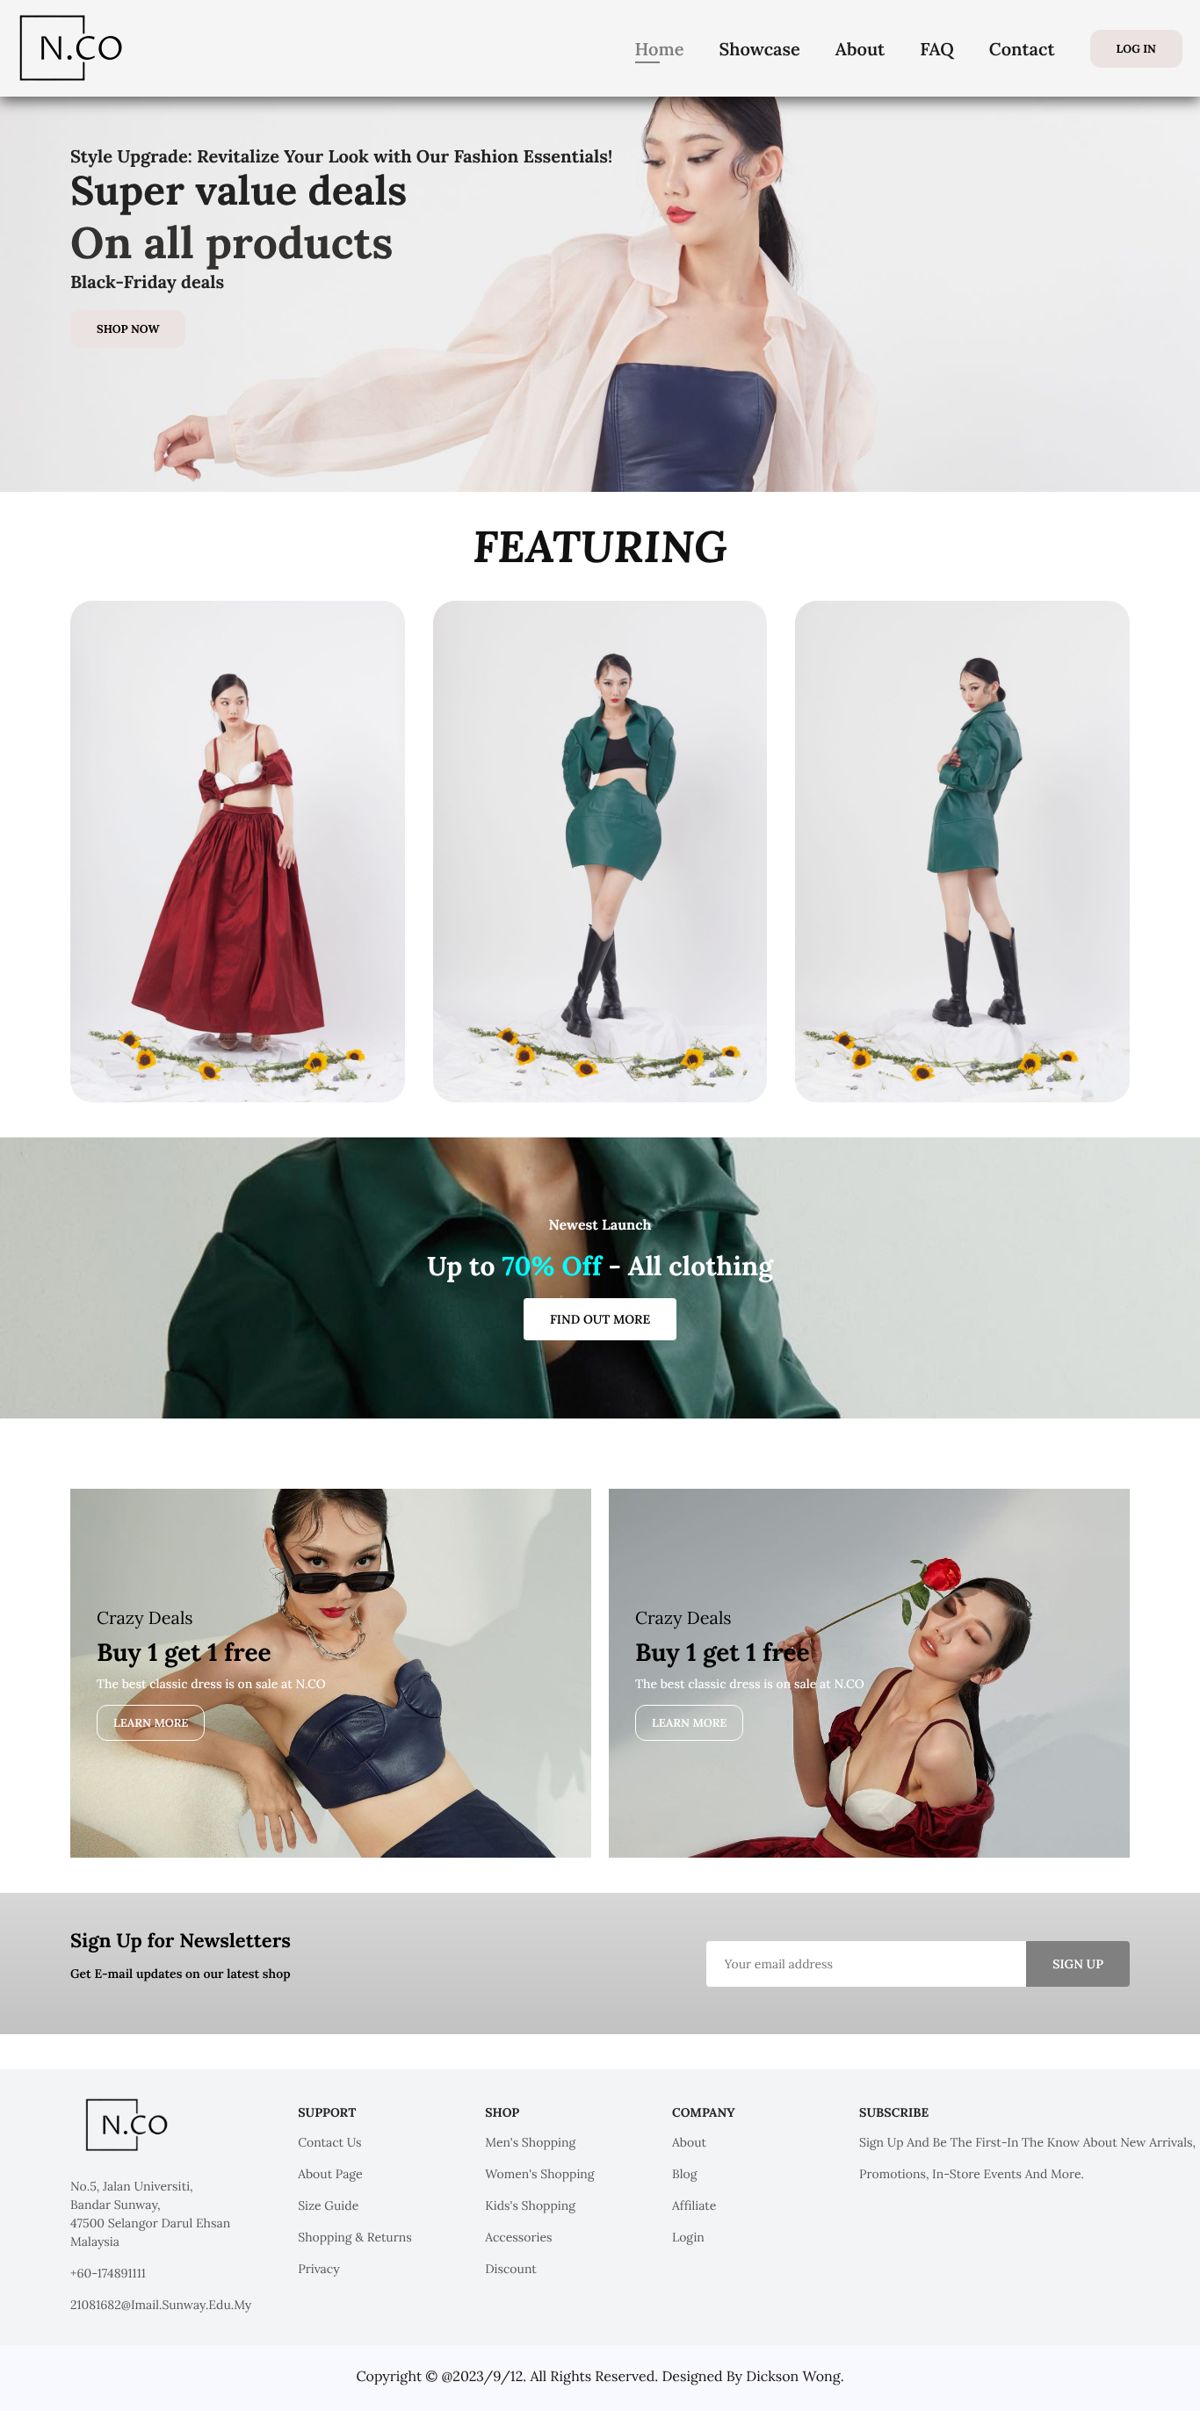 N.CO
Home Showcase About FAQ Contact LOG IN
Style Upgrade: Revitalize Your Look with Our Fashion Essentials!
Super value deals
On all products
Black-Friday deals
SHOP NOW
FEATURING
Newest Launch
Up to 70% Off - All clothing
FIND OUT MORE
Crazy Deals
Buy 1 get 1 free
The best classic dress is on sale at N.CO
LEARN MORE
Crazy Deals
Buy 1 get 1 free
The best classic dress is on sale at N.CO
LEARN MORE
Sign Up for Newsletters
Get E-mail updates on our latest shop
Your email address
SIGN UP
N.CO
No.5, Jalan Universiti,
Bandar Sunway,
47500 Selangor Darul Ehsan
Malaysia
+60-174891111
21081682@Imail.Sunway.Edu.My
SUPPORT
Contact Us
About Page
Size Guide
Shopping & Returns
Privacy
SHOP
Men's Shopping
Women's Shopping
Kids's Shopping
Accessories
Discount
COMPANY
About
Blog
Affiliate
Login
SUBSCRIBE
Sign Up And Be The First-In The Know About New Arrivals,
Promotions, In-Store Events And More.
Copyright © @2023/9/12. All Rights Reserved. Designed By Dickson Wong.